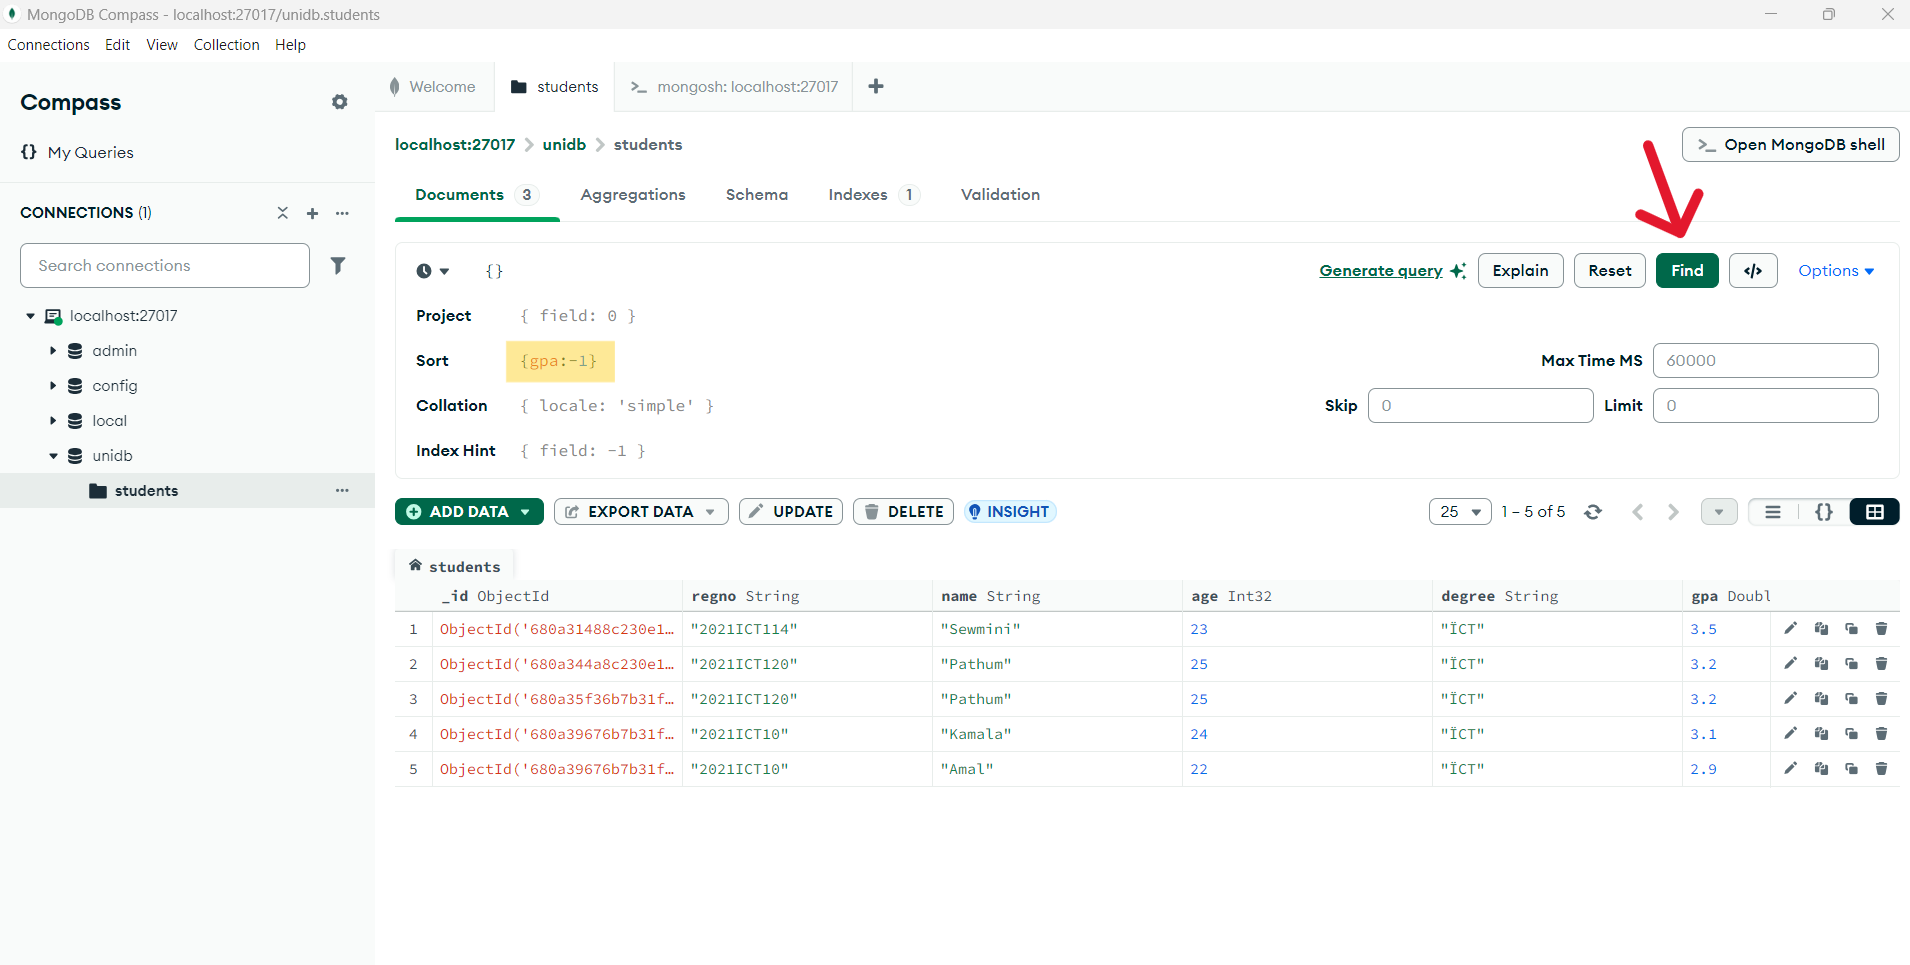 MongoDB Compass - localhost:27017/unidb.students
Connections Edit View Collection Help
Compass
{} My Queries
CONNECTIONS (1)
Search connections
localhost:27017
admin
config
local
unidb
students
Welcome
students
>_ mongosh: localhost:27017
localhost:27017 > unidb > students
>_ Open MongoDB shell
Documents 3 Aggregations Schema Indexes 1 Validation
{}
Generate query Explain Reset Find </> Options
Project { field: 0 }
Sort {gpa:-1}
Max Time MS 60000
Collation { locale: 'simple' }
Skip 0 Limit 0
Index Hint { field: -1 }
ADD DATA EXPORT DATA UPDATE DELETE INSIGHT
25 1 – 5 of 5 {}
students
_id ObjectId regno String name String age Int32 degree String gpa Doubl
1 ObjectId('680a31488c230e1… "2021ICT114" "Sewmini" 23 "ÏCT" 3.5
2 ObjectId('680a344a8c230e1… "2021ICT120" "Pathum" 25 "ÏCT" 3.2
3 ObjectId('680a35f36b7b31f… "2021ICT120" "Pathum" 25 "ÏCT" 3.2
4 ObjectId('680a39676b7b31f… "2021ICT10" "Kamala" 24 "ÏCT" 3.1
5 ObjectId('680a39676b7b31f… "2021ICT10" "Amal" 22 "ÏCT" 2.9